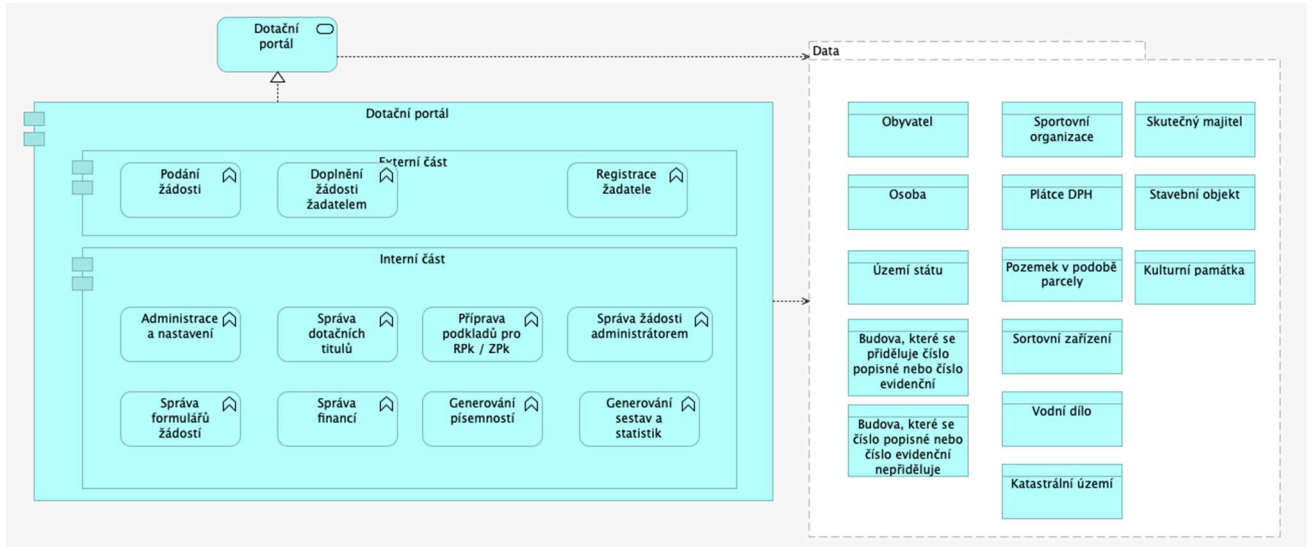 Dotační
portál
Data
Dotační portál
Externí část
Podání
žádosti
Doplnění
žádosti
žadatelem
Registrace
žadatele
Interní část
Administrace
a nastavení
Správa
dotačních
titulů
Příprava
podkladů pro
RPk / ZPk
Správa žádosti
administrátorem
Správa
formulářů
žádostí
Správa
financí
Generování
písemností
Generování
sestav a
statistik
Obyvatel
Sportovní
organizace
Skutečný majitel
Osoba
Plátce DPH
Stavební objekt
Území státu
Pozemek v podobě
parcely
Kulturní památka
Budova, které se
přiděluje číslo
popisné nebo číslo
evidenční
Sortovní zařízení
Budova, které se
číslo popisné nebo
číslo evidenční
nepřiděluje
Vodní dílo
Katastrální území